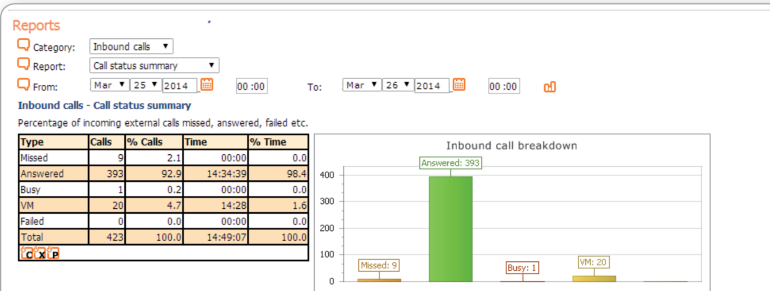 Reports
Category: Inbound calls
Report: Call status summary
From: Mar 25 2014 00 :00 To: Mar 26 2014 00 :00
Inbound calls - Call status summary
Percentage of incoming external calls missed, answered, failed etc.
Type Calls % Calls Time % Time
Missed 9 2.1 00:00 0.0
Answered 393 92.9 14:34:39 98.4
Busy 1 0.2 00:00 0.0
VM 20 4.7 14:28 1.6
Failed 0 0.0 00:00 0.0
Total 423 100.0 14:49:07 100.0
C X P
Inbound call breakdown
Answered: 393
400
300
200
100
Missed: 9
Busy: 1
VM: 20
0